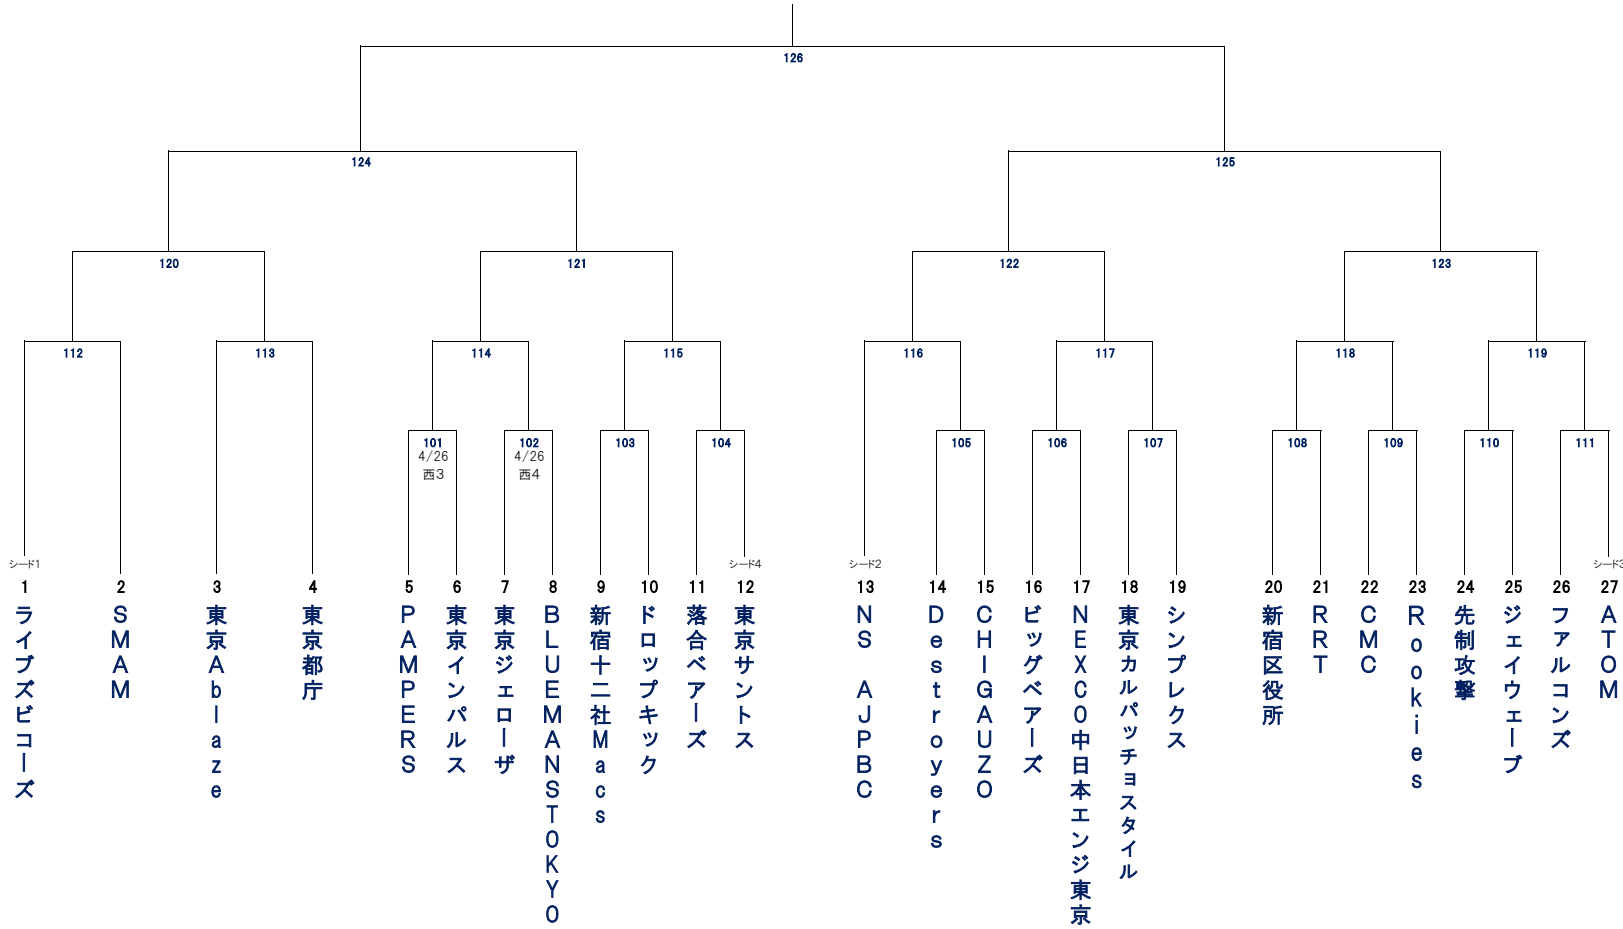 126
124
125
120
121
122
123
112
113
114
115
116
117
118
119
101
4/26
西3
102
4/26
西4
103
104
105
106
107
108
109
110
111
シード1
シード4
シード2
シード3
1
2
3
4
5
6
7
8
9
10
11
12
13
14
15
16
17
18
19
20
21
22
23
24
25
26
27
ライブズビコーズ
SMAM
東京Ablaze
東京都庁
PAMPERS
東京インパルス
東京ジェローザ
BLUEMANSTOKYO
新宿十二社Macs
ドロップキック
落合ベアーズ
東京サントス
NS AJPBC
Destroyers
CHIGAUZO
ビッグベアーズ
NEXCO中日本エンジ東京
東京カルパッチョスタイル
シンプレクス
新宿区役所
RRT
CMC
Rookies
先制攻撃
ジェイウェーブ
ファルコンズ
ATOM